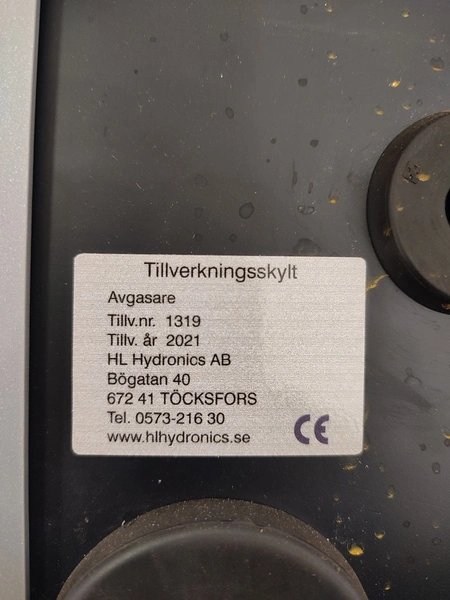 Tillverkningsskylt
Avgasare
Tillv.nr. 1319
Tillv. år 2021
HL Hydronics AB
Bögatan 40
672 41 TÖCKSFORS
Tel. 0573-216 30
www.hlhydronics.se
CE